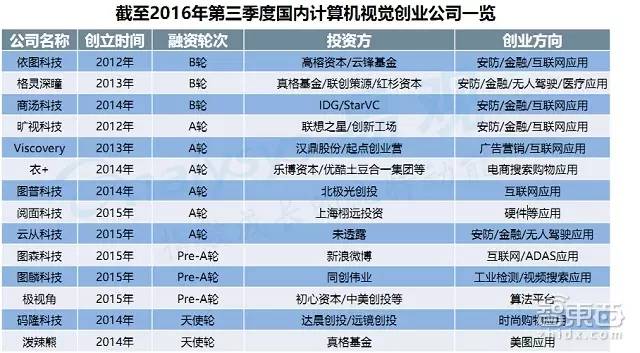 截至2016年第三季度国内计算机视觉创业公司一览
公司名称 创立时间 融资轮次 投资方 创业方向
依图科技 2012年 B轮 高榕资本/云锋基金 安防/金融/互联网应用
格灵深瞳 2013年 B轮 真格基金/联创策源/红杉资本 安防/金融/无人驾驶/医疗应用
商汤科技 2014年 B轮 IDG/StarVC 安防/金融/互联网应用
旷视科技 2012年 A轮 联想之星/创新工场 安防/金融/互联网应用
Viscovery 2013年 A轮 汉鼎股份/起点创业营 广告营销/互联网应用
衣+ 2014年 A轮 乐博资本/优酷土豆合一集团等 电商搜索购物应用
图普科技 2014年 A轮 北极光创投 互联网应用
阅面科技 2015年 A轮 上海栩远投资 硬件等应用
云从科技 2015年 A轮 未透露 安防/金融/无人驾驶应用
图森科技 2015年 Pre-A轮 新浪微博 互联网/ADAS应用
图麟科技 2015年 Pre-A轮 同创伟业 工业检测/视频搜索应用
极视角 2015年 Pre-A轮 初心资本/中美创投等 算法平台
码隆科技 2014年 天使轮 达晨创投/远镜创投 时尚购物应用
泼辣熊 2014年 天使轮 真格基金 美图应用
智东西
zhidx.com